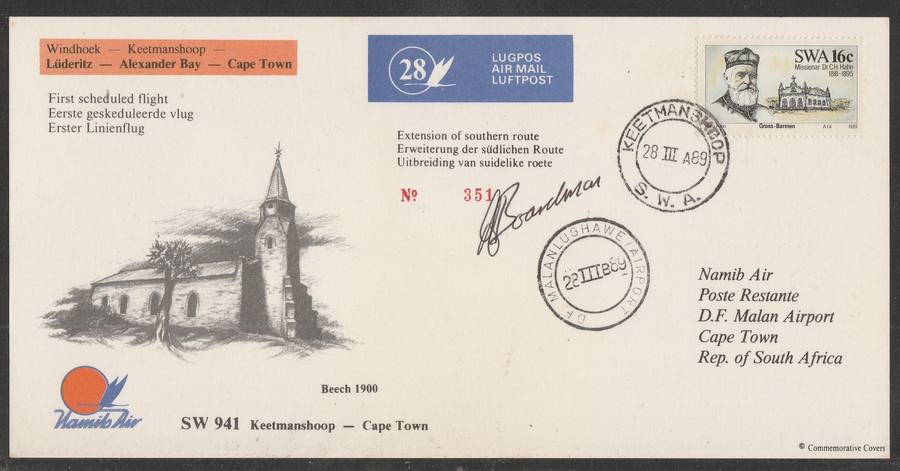 Windhoek — Keetmanshoop —
Lüderitz — Alexander Bay — Cape Town
First scheduled flight
Eerste geskeduleerde vlug
Erster Linienflug
28
LUGPOS
AIR MAIL
LUFTPOST
Extension of southern route
Erweiterung der südlichen Route
Uitbreiding van suidelike roete
No 351
Boardman
SWA 16c
Missionar Dr. C.H. Hahn
1818-1895
Gross-Barmen
A14
1989
KEETMANSHOOP
28 III A89
S. W. A.
D.F. MALANLUGHAWE/AIRPORT
28 III B89
Namib Air
Poste Restante
D.F. Malan Airport
Cape Town
Rep. of South Africa
Beech 1900
Namib Air
SW 941 Keetmanshoop — Cape Town
© Commemorative Covers